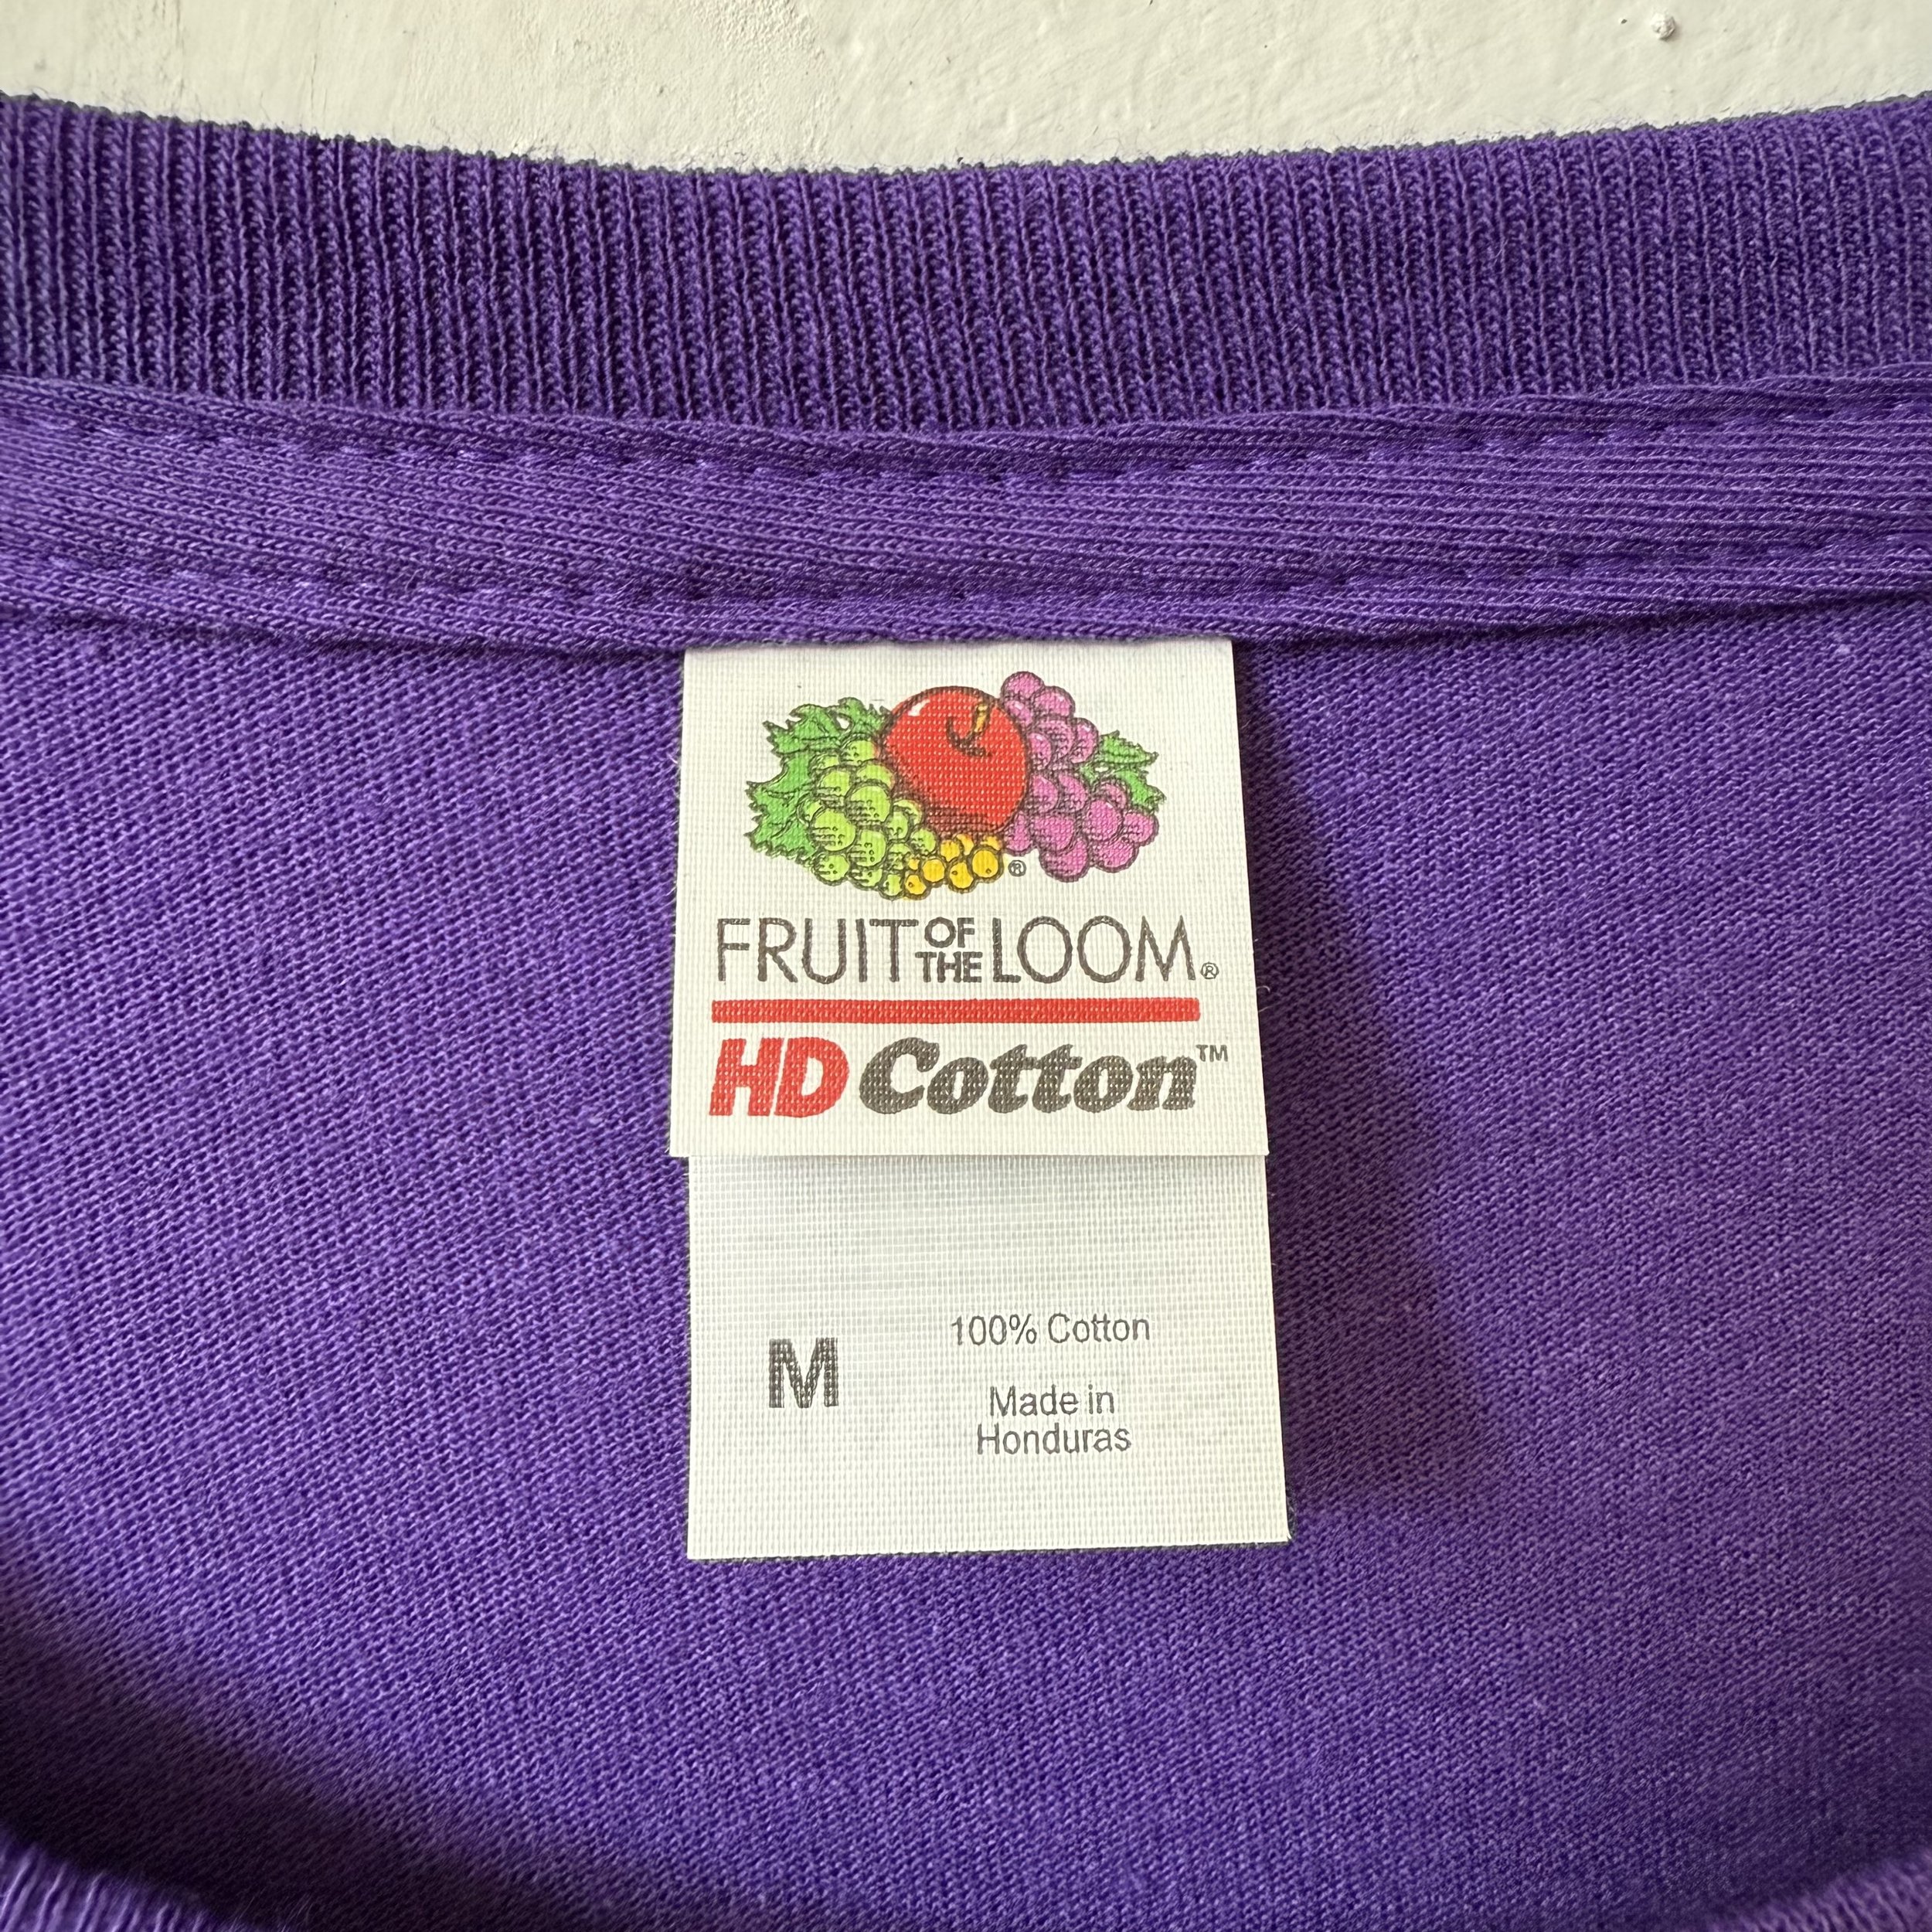 ®
FRUIT OF THE LOOM®
HD Cotton™
M
100% Cotton
Made in
Honduras